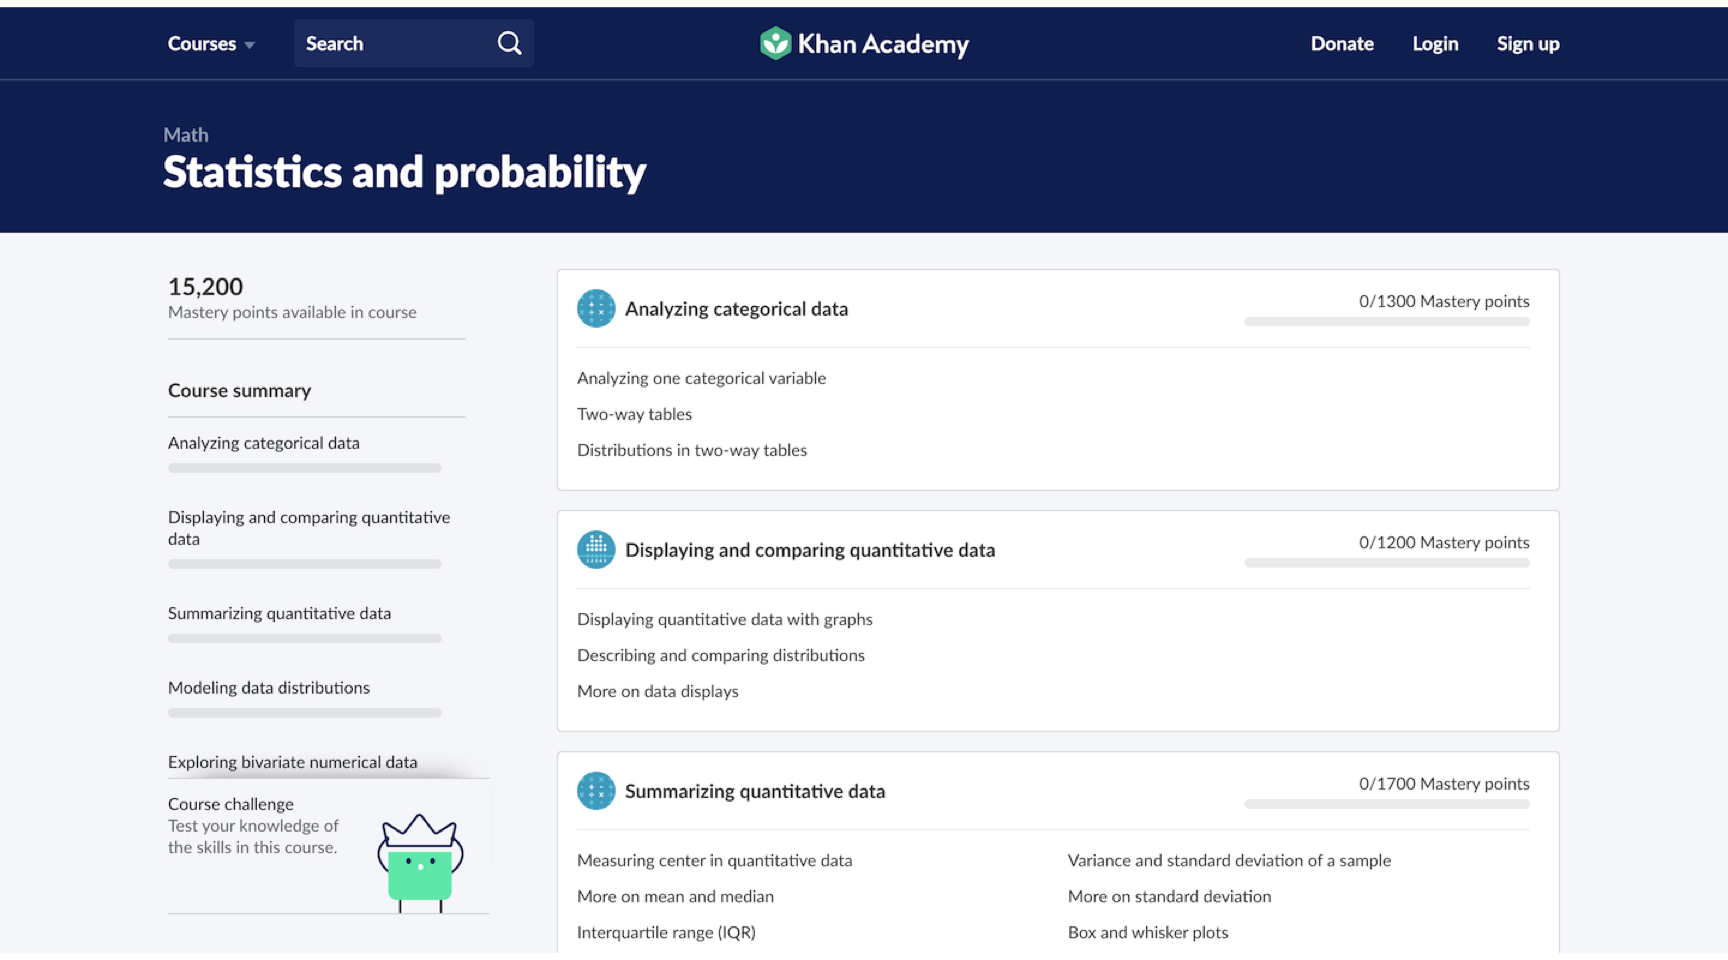 Courses
Search
Khan Academy
Donate
Login
Sign up
Math
Statistics and probability
15,200
Mastery points available in course
Course summary
Analyzing categorical data
Displaying and comparing quantitative
data
Summarizing quantitative data
Modeling data distributions
Exploring bivariate numerical data
Course challenge
Test your knowledge of
the skills in this course.
Analyzing categorical data
0/1300 Mastery points
Analyzing one categorical variable
Two-way tables
Distributions in two-way tables
Displaying and comparing quantitative data
0/1200 Mastery points
Displaying quantitative data with graphs
Describing and comparing distributions
More on data displays
Summarizing quantitative data
0/1700 Mastery points
Measuring center in quantitative data
More on mean and median
Interquartile range (IQR)
Variance and standard deviation of a sample
More on standard deviation
Box and whisker plots